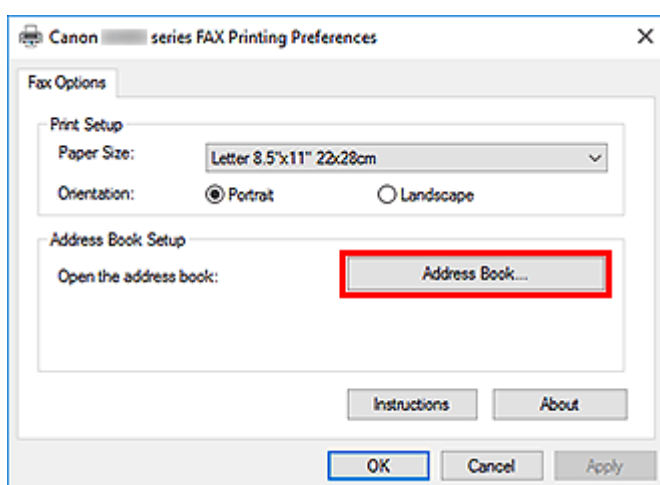 Canon series FAX Printing Preferences
Fax Options
Print Setup
Paper Size: Letter 8.5"x11" 22x28cm
Orientation: Portrait Landscape
Address Book Setup
Open the address book: Address Book...
Instructions About
OK Cancel Apply